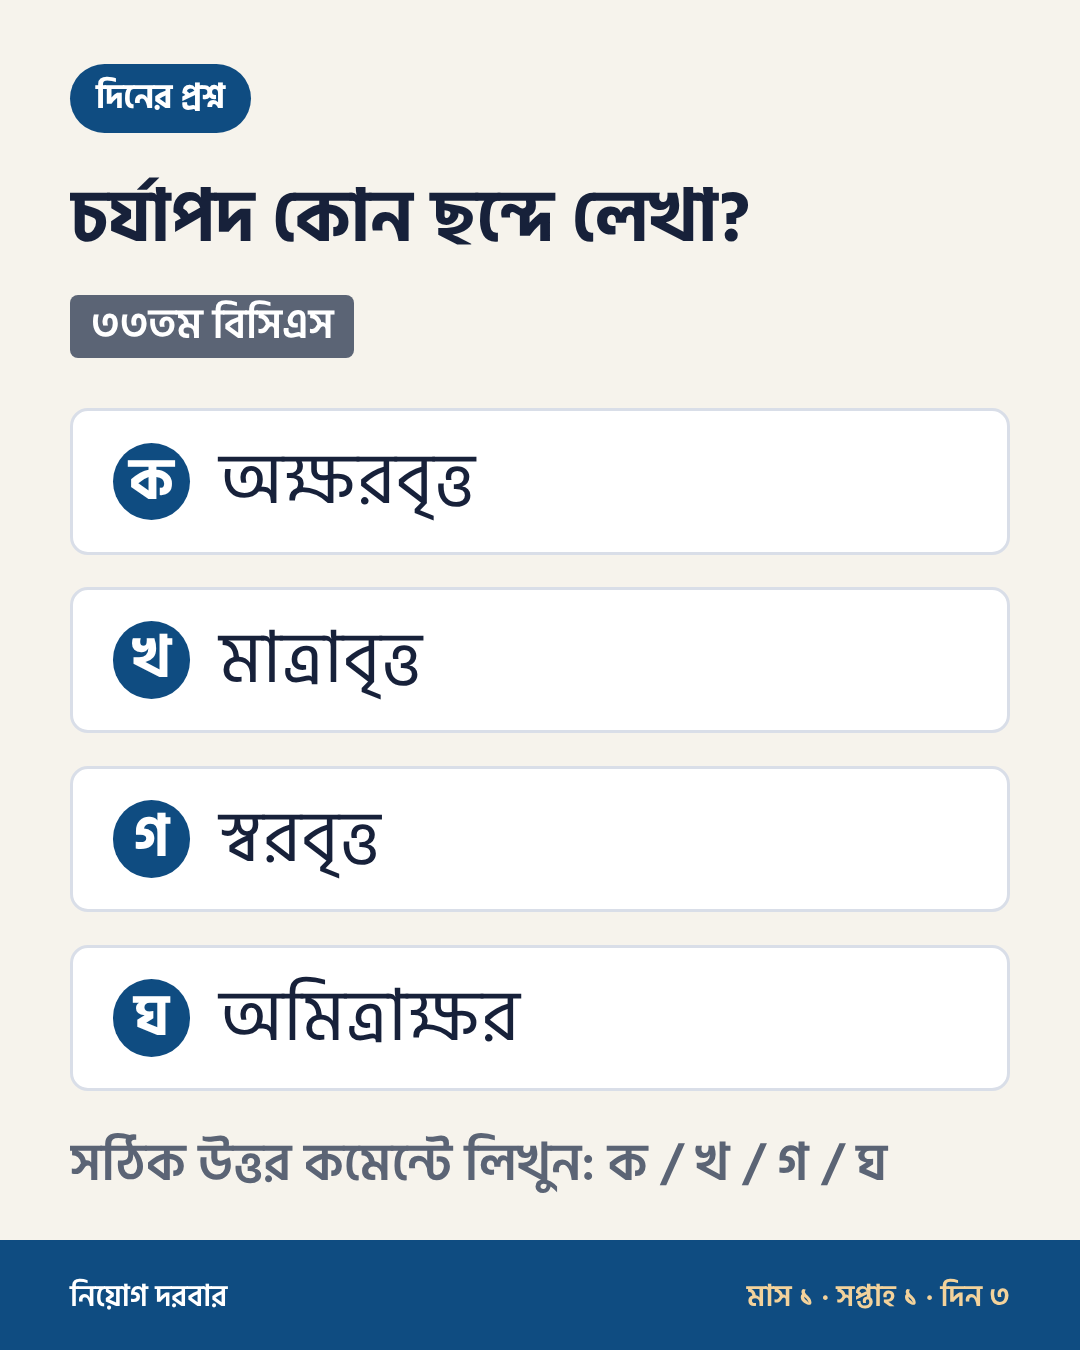 দিনের প্রশ্ন
চর্যাপদ কোন ছন্দে লেখা?
৩৩তম বিসিএস
ক অক্ষরবৃত্ত
খ মাত্রাবৃত্ত
গ স্বরবৃত্ত
ঘ অমিত্রাক্ষর
সঠিক উত্তর কমেন্টে লিখুন: ক / খ / গ / ঘ
নিয়োগ দরবার
মাস ১ · সপ্তাহ ১ · দিন ৩